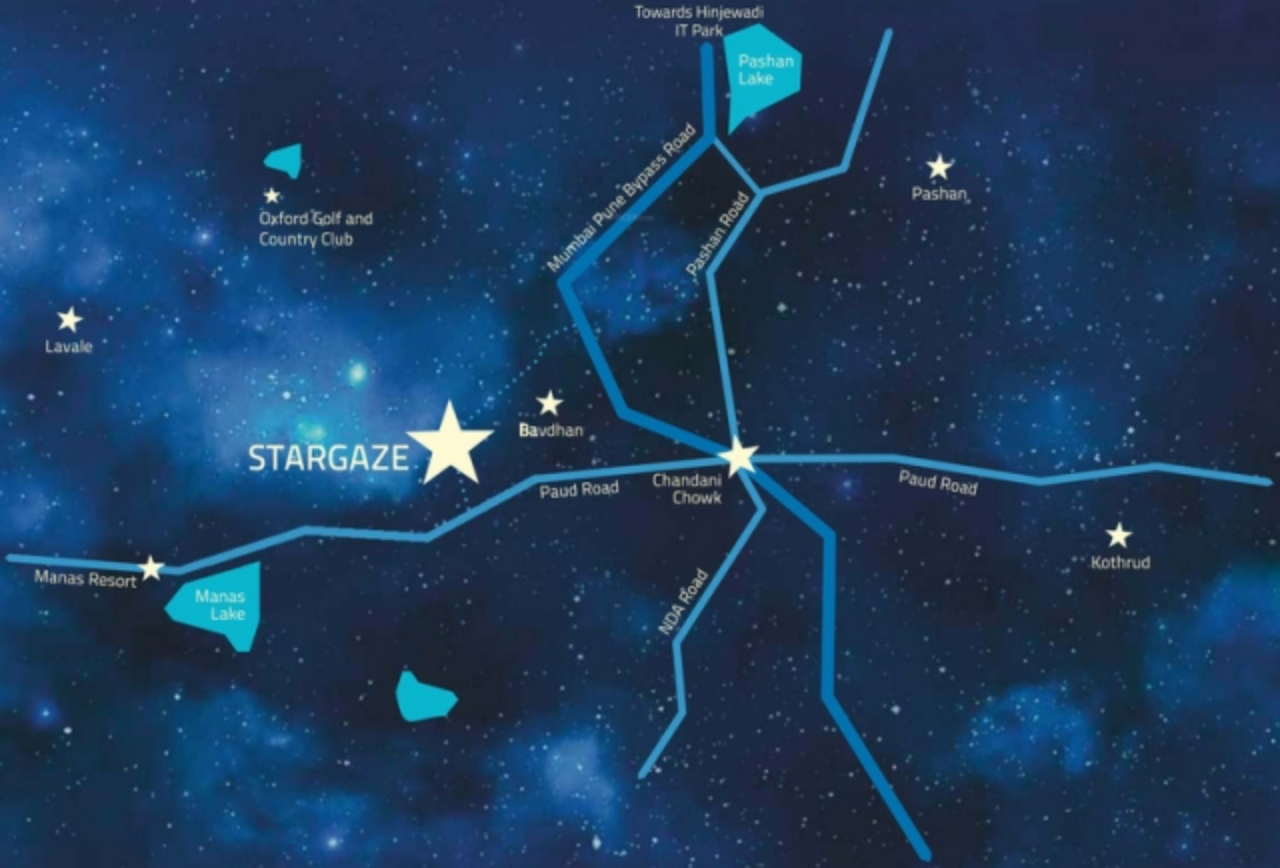 Towards Hinjewadi
IT Park
Pashan
Lake
Mumbai Pune Bypass Road
Pashan Road
Pashan
Oxford Golf and
Country Club
Lavale
Bavdhan
STARGAZE
Chandani
Chowk
Paud Road
Paud Road
Kothrud
Manas Resort
Manas
Lake
NDA Road